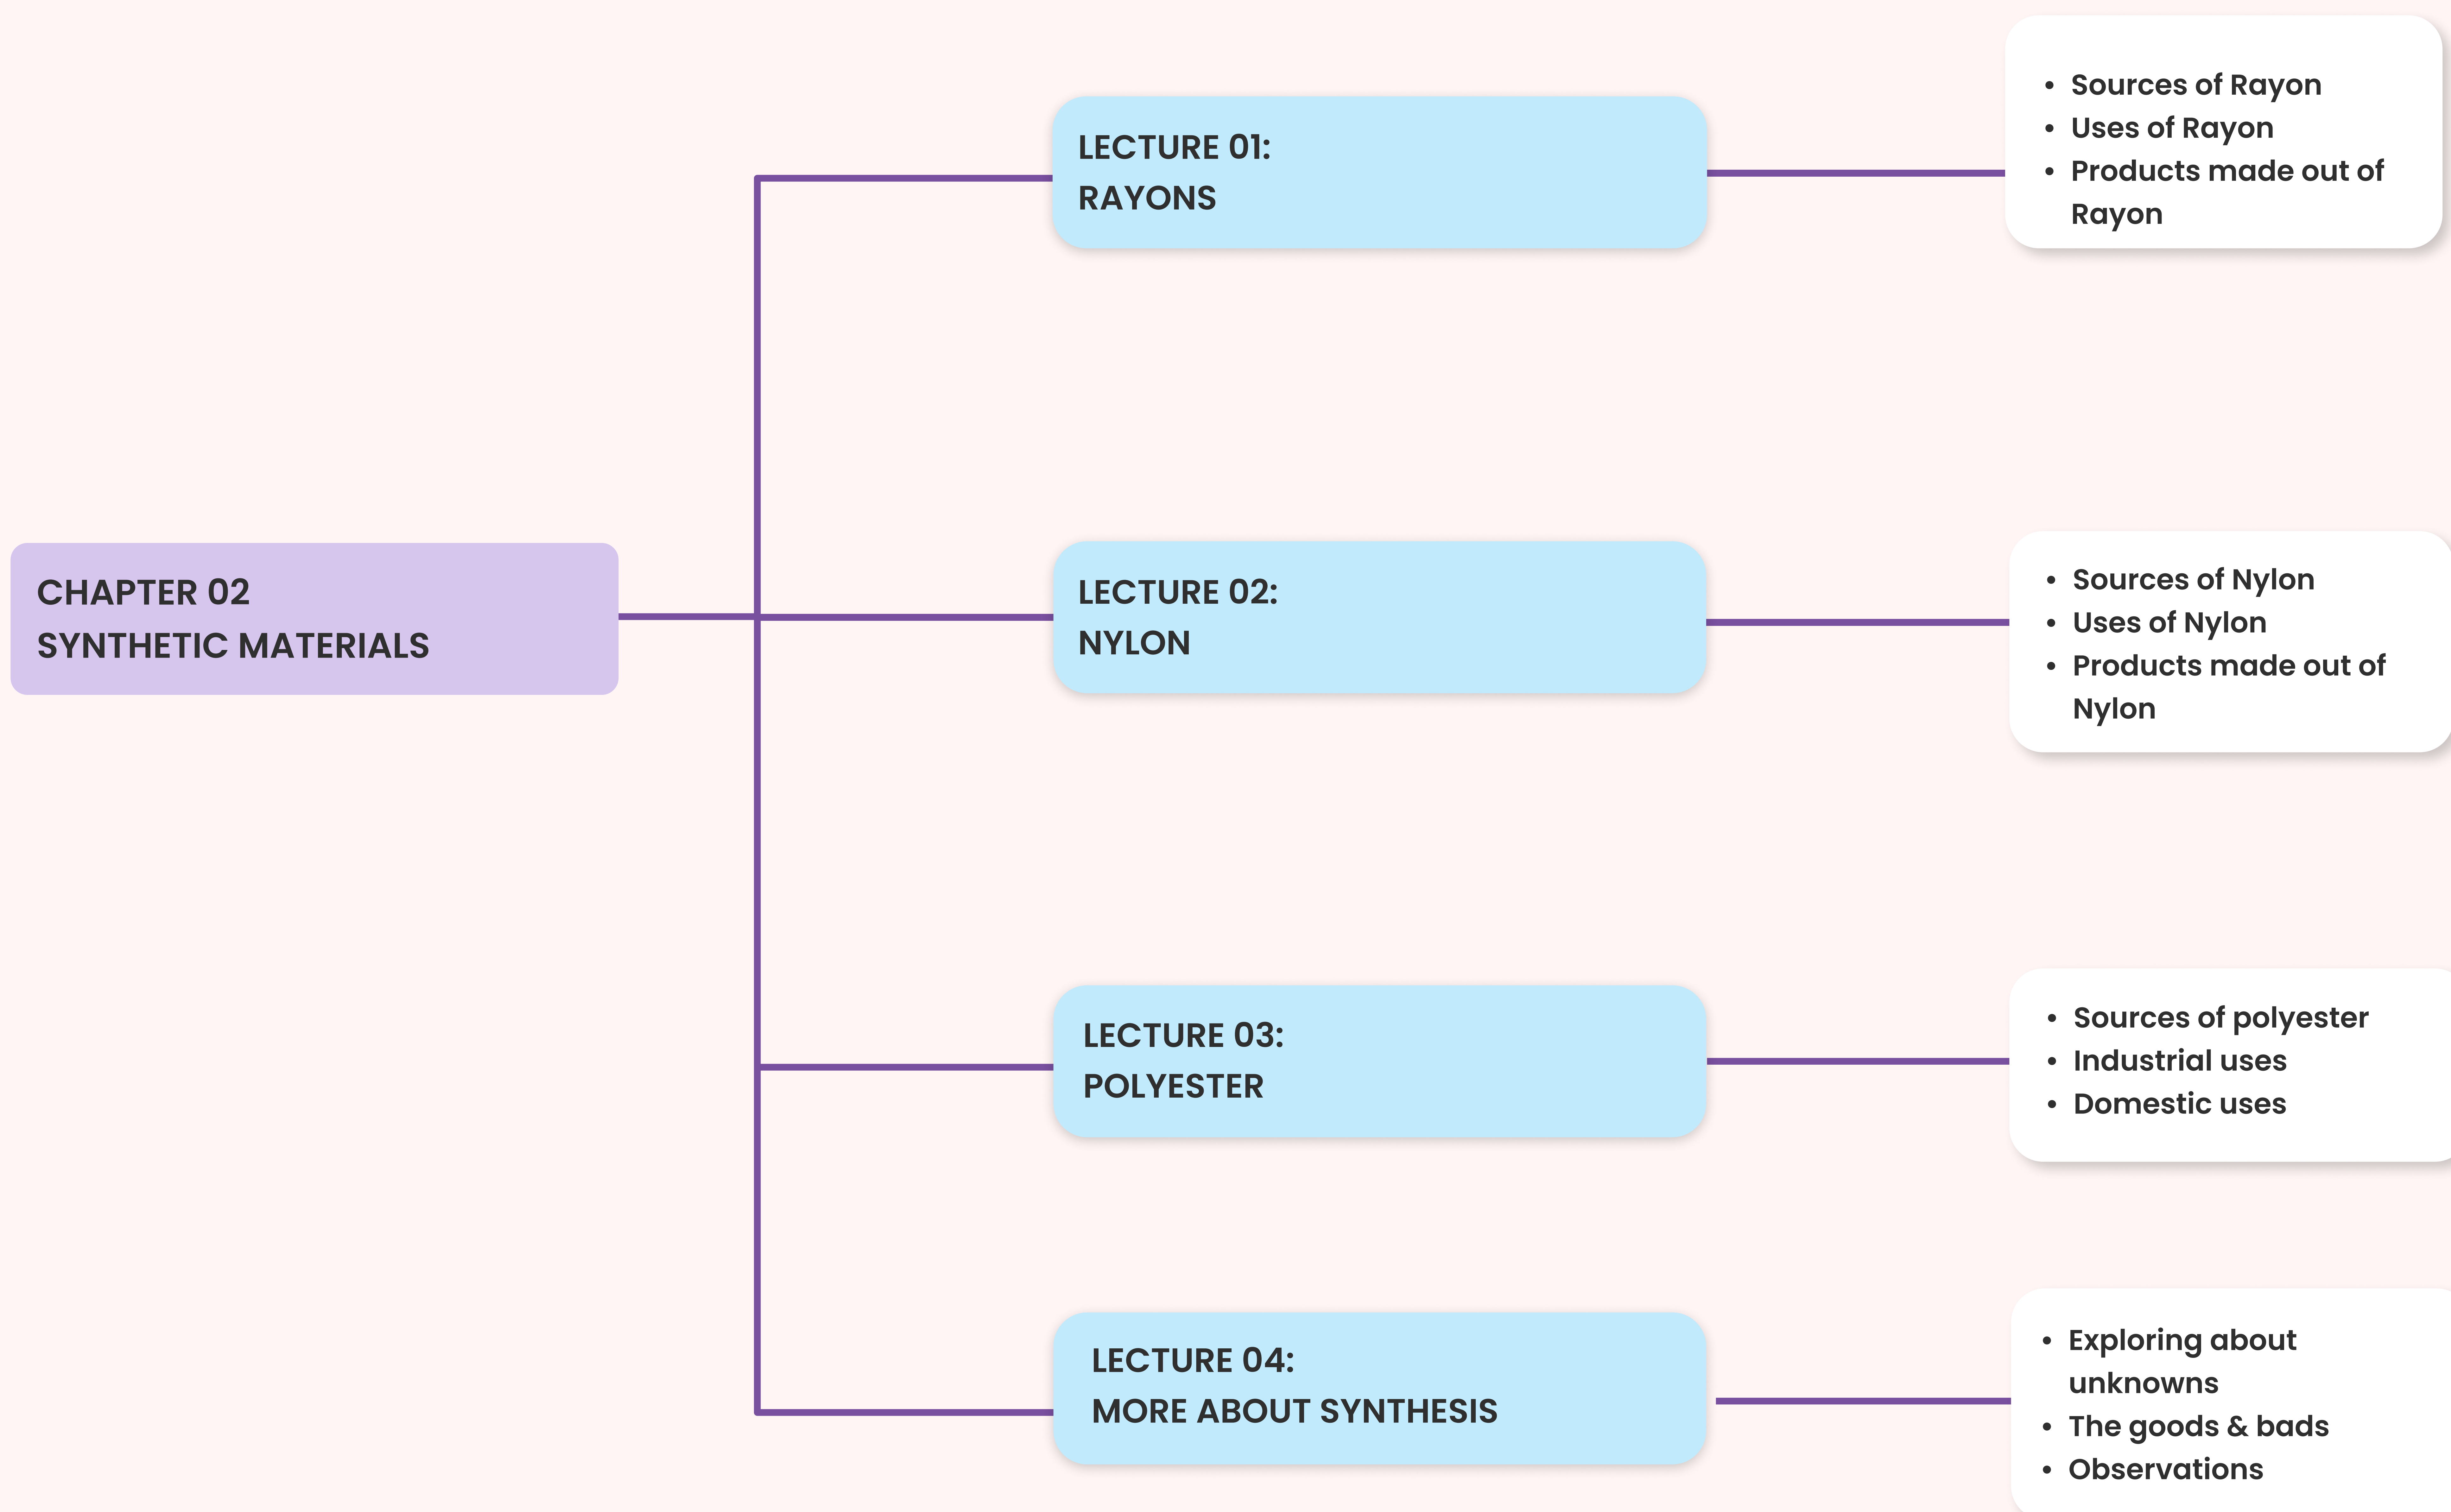 CHAPTER 02
SYNTHETIC MATERIALS
LECTURE 01:
RAYONS
• Sources of Rayon
• Uses of Rayon
• Products made out of
Rayon
LECTURE 02:
NYLON
• Sources of Nylon
• Uses of Nylon
• Products made out of
Nylon
LECTURE 03:
POLYESTER
• Sources of polyester
• Industrial uses
• Domestic uses
LECTURE 04:
MORE ABOUT SYNTHESIS
• Exploring about
unknowns
• The goods & bads
• Observations